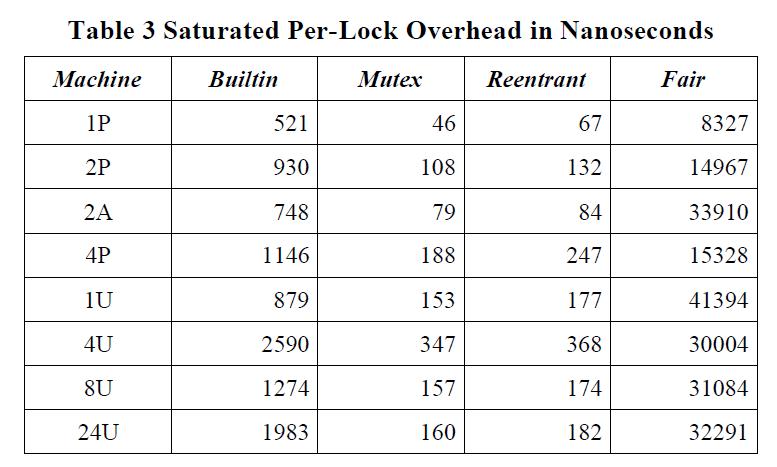 Table 3 Saturated Per-Lock Overhead in Nanoseconds
Machine Builtin Mutex Reentrant Fair
1P 521 46 67 8327
2P 930 108 132 14967
2A 748 79 84 33910
4P 1146 188 247 15328
1U 879 153 177 41394
4U 2590 347 368 30004
8U 1274 157 174 31084
24U 1983 160 182 32291